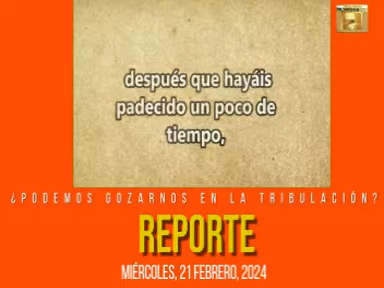 después que hayáis
padecido un poco de
tiempo,
¿PODEMOS GOZARNOS EN LA TRIBULACIÓN?
REPORTE
MIÉRCOLES, 21 FEBRERO, 2024